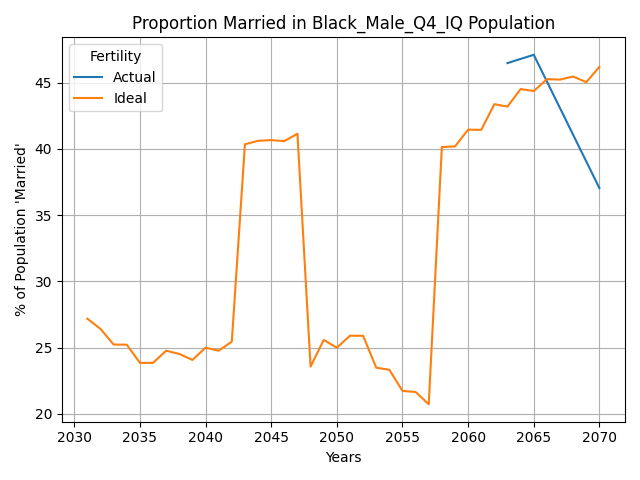 Proportion Married in Black_Male_Q4_IQ Population
% of Population 'Married'
Fertility
Actual
Ideal
45
40
35
30
25
20
2030 2035 2040 2045 2050 2055 2060 2065 2070
Years